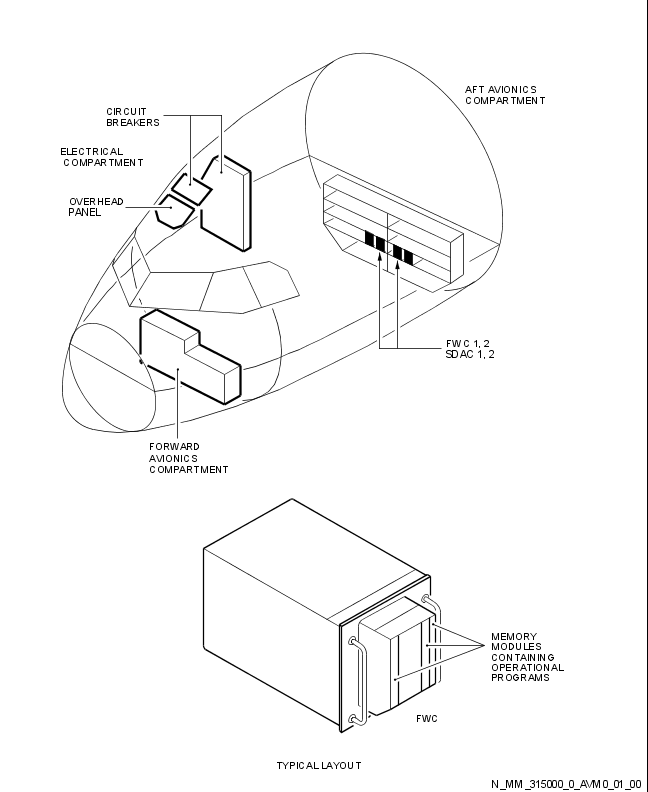 AFT AVIONICS
COMPARTMENT
CIRCUIT
BREAKERS
ELECTRICAL
COMPARTMENT
OVERHEAD
PANEL
FWC 1, 2
SDAC 1, 2
FORWARD
AVIONICS
COMPARTMENT
MEMORY
MODULES
CONTAINING
OPERATIONAL
PROGRAMS
FWC
TYPICAL LAYOUT
N_MM_315000_0_AVM0_01_00